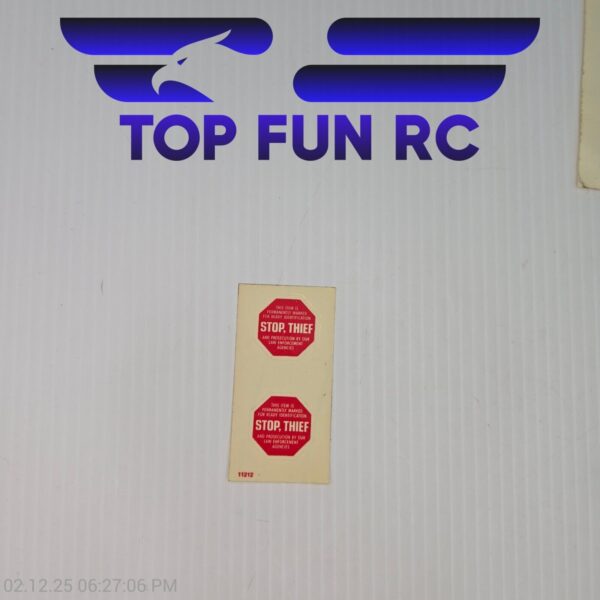 TOP FUN RC
THIS ITEM IS
PERMANENTLY MARKED
FOR READY IDENTIFICATION
STOP, THIEF
AND PROSECUTION BY OUR
LAW ENFORCEMENT
AGENCIES
THIS ITEM IS
PERMANENTLY MARKED
FOR READY IDENTIFICATION
STOP, THIEF
AND PROSECUTION BY OUR
LAW ENFORCEMENT
AGENCIES
11212
02.12.25 06:27:06 PM